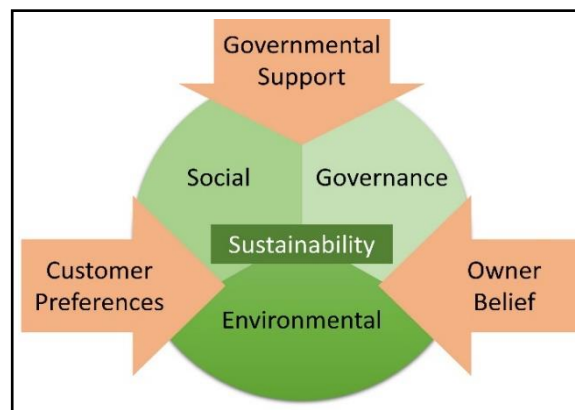 Governmental
Support
Social
Governance
Sustainability
Customer
Preferences
Owner
Belief
Environmental